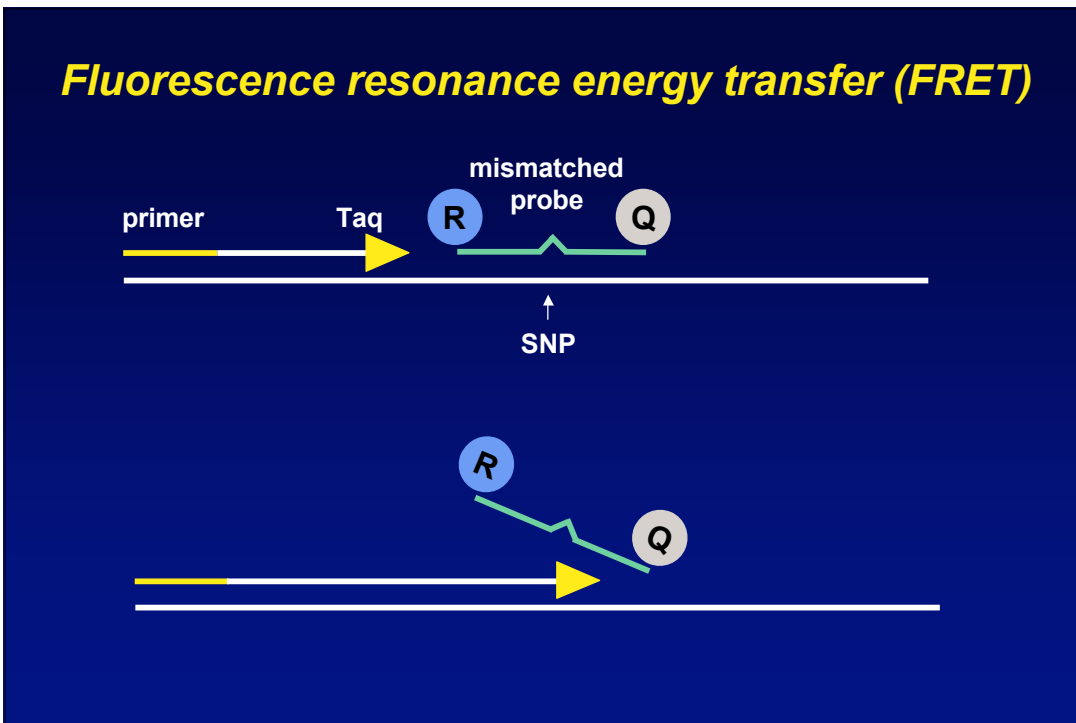 Fluorescence resonance energy transfer (FRET)
mismatched
probe
primer
Taq
R
Q
SNP
R
Q